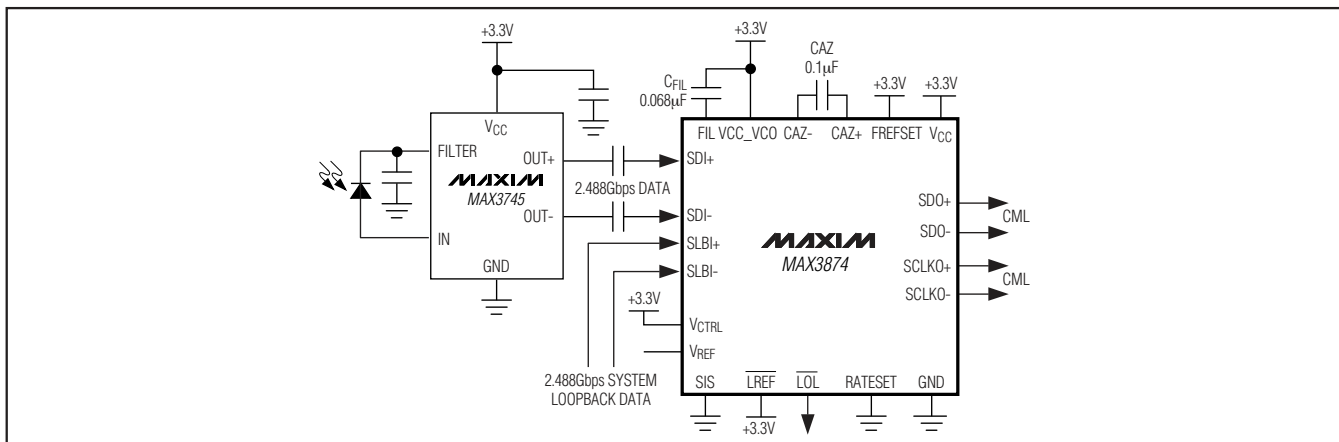 +3.3V
+3.3V
CAZ
0.1μF
CFIL
0.068μF
+3.3V
+3.3V
VCC
FIL
VCC_VCO
CAZ-
CAZ+
FREFSET
VCC
FILTER
OUT+
SDI+
MAXIM
MAX3745
2.488Gbps DATA
SDO+
CML
OUT-
SDI-
SDO-
IN
SLBI+
MAXIM
MAX3874
SCLKO+
CML
GND
SLBI-
SCLKO-
+3.3V
VCTRL
VREF
2.488Gbps SYSTEM
LOOPBACK DATA
SIS
LREF
LOL
RATESET
GND
+3.3V